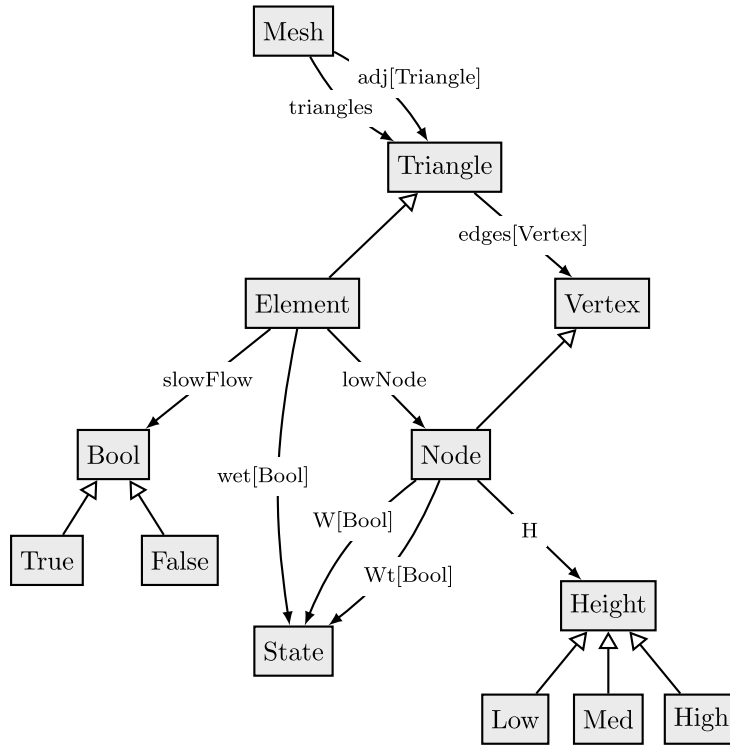 Mesh
adj[Triangle]
triangles
Triangle
edges[Vertex]
Element
Vertex
slowFlow
lowNode
Bool
Node
wet[Bool]
W[Bool]
H
True
False
Wt[Bool]
Height
State
Low
Med
High